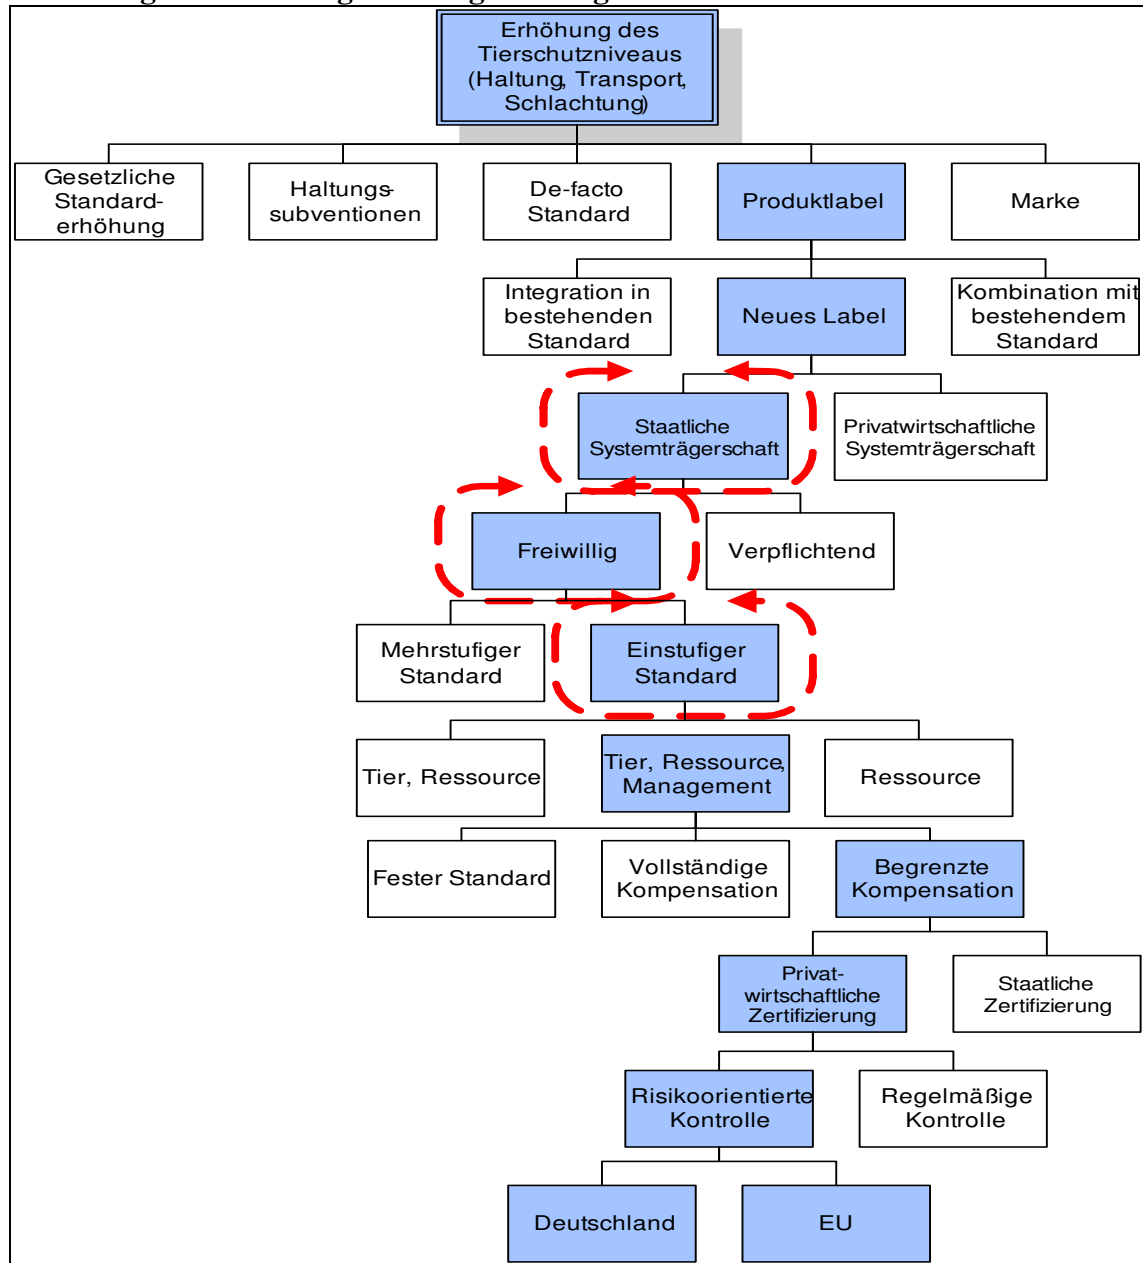 Erhöhung des
Tierschutzniveaus
(Haltung, Transport,
Schlachtung)
Gesetzliche
Standard-
erhöhung
Haltungs-
subventionen
De-facto
Standard
Produktlabel
Marke
Integration in
bestehenden
Standard
Neues Label
Kombination mit
bestehendem
Standard
Staatliche
Systemträgerschaft
Privatwirtschaftliche
Systemträgerschaft
Freiwillig
Verpflichtend
Mehrstufiger
Standard
Einstufiger
Standard
Tier, Ressource
Tier, Ressource,
Management
Ressource
Fester Standard
Vollständige
Kompensation
Begrenzte
Kompensation
Privat-
wirtschaftliche
Zertifizierung
Staatliche
Zertifizierung
Risikoorientierte
Kontrolle
Regelmäßige
Kontrolle
Deutschland
EU